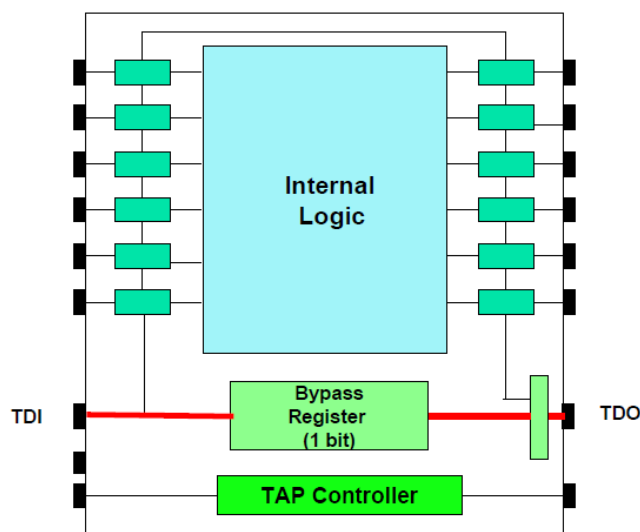 Internal
Logic
TDI
Bypass
Register
(1 bit)
TDO
TAP Controller